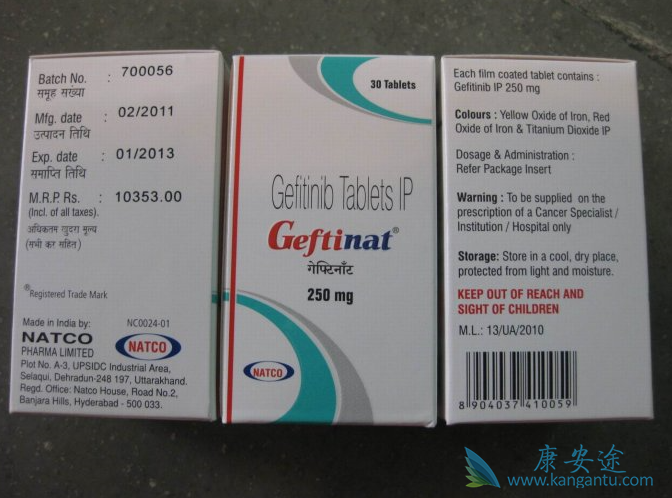 Batch No. : 700056
समूह संख्या
Mfg. date : 02/2011
उत्पादन तिथि
Exp. date : 01/2013
समाप्ति तिथि
M.R.P. Rs. : 10353.00
(Incl. of all taxes).
अधिकतम खुदरा मूल्य
(सभी कर सहित)
®Registered Trade Mark
Made in India by: NC0024-01
NATCO
PHARMA LIMITED
NATCO
Plot No. A-3, UPSIDC Industrial Area,
Selaqui, Dehradun-248 197, Uttarakhand.
Regd. Office: Natco House, Road No.2,
Banjara Hills, Hyderabad - 500 033.
30 Tablets
Gefitinib Tablets IP
Geftinat®
गेफ्टिनॅाट
250 mg
NATCO
Each film coated tablet contains :
Gefitinib IP 250 mg
Colours : Yellow Oxide of Iron, Red
Oxide of Iron & Titanium Dioxide IP
Dosage & Administration :
Refer Package Insert
Warning : To be supplied on the
prescription of a Cancer Specialist /
Institution / Hospital only
Storage: Store in a cool, dry place,
protected from light and moisture.
KEEP OUT OF REACH AND
SIGHT OF CHILDREN
M.L.: 13/UA/2010
8 904037 410059
康安途
www.kangantu.com